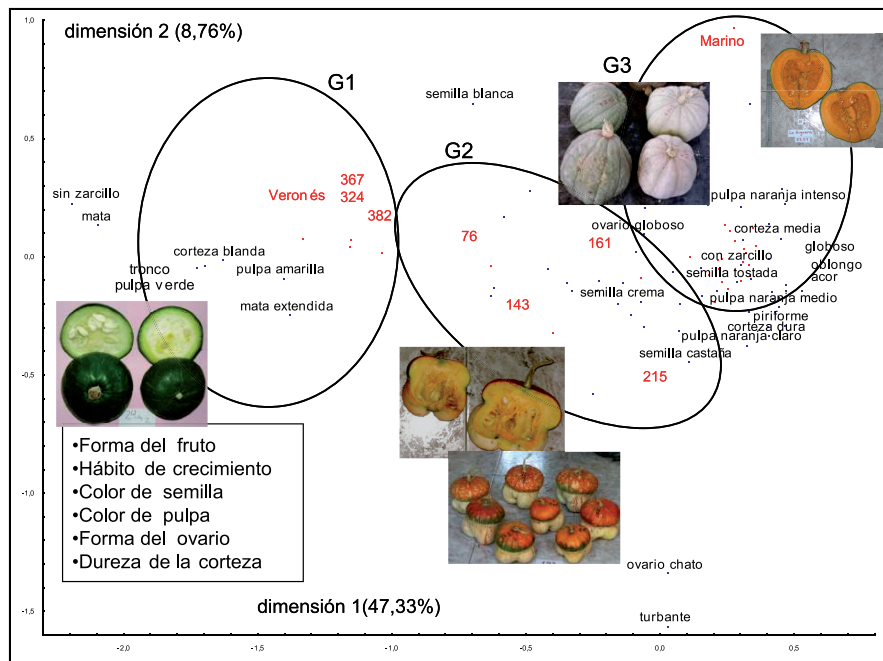 1,0
dimensión 2 (8,76%)
Marino
G1
G3
semilla blanca
0,5
G2
367
Veronés
324
sin zarcillo
382
mata
pulpa naranja intenso
ovario globoso
corteza media
76
161
0,0
corteza blanda
con zarcillo
globoso
tronco
pulpa amarilla
semilla tostada
oblongo
pulpa verde
acor
143
semilla crema
pulpa naranja medio
mata extendida
piriforme
corteza dura
pulpa naranja claro
semilla castaña
-0,5
215
•Forma del fruto
•Hábito de crecimiento
•Color de semilla
•Color de pulpa
•Forma del ovario
•Dureza de la corteza
-1,0
ovario chato
dimensión 1(47,33%)
turbante
-1,5
-2,0 -1,5 -1,0 -0,5 0,0 0,5